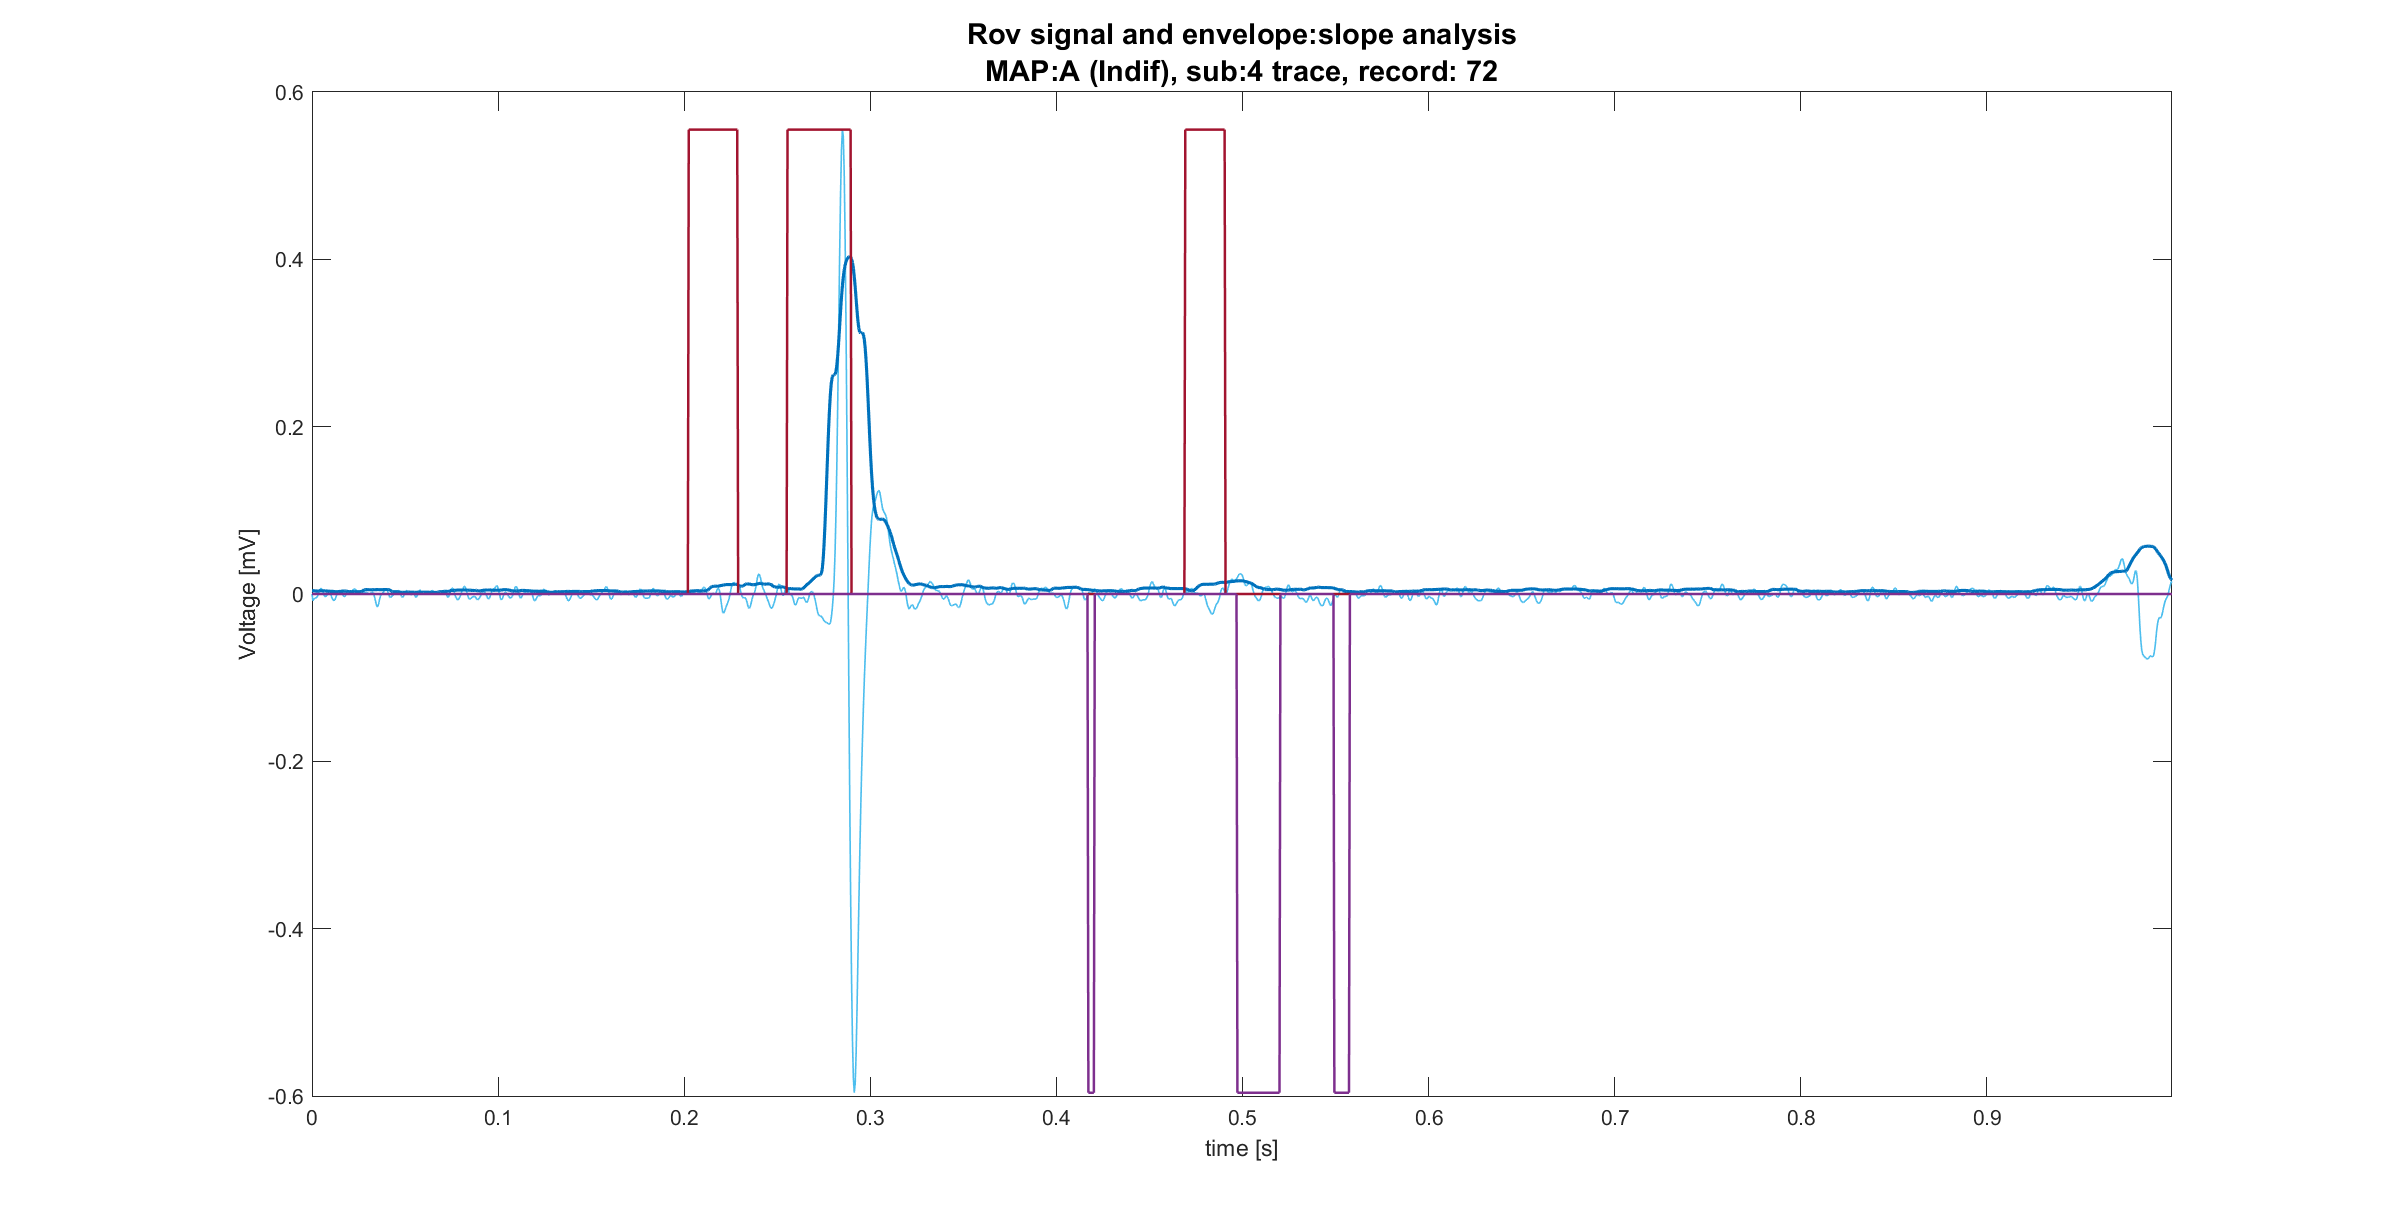 Rov signal and envelope:slope analysis
MAP:A (Indif), sub:4 trace, record: 72
0.6
0.4
0.2
0
-0.2
-0.4
-0.6
Voltage [mV]
0 0.1 0.2 0.3 0.4 0.5 0.6 0.7 0.8 0.9
time [s]